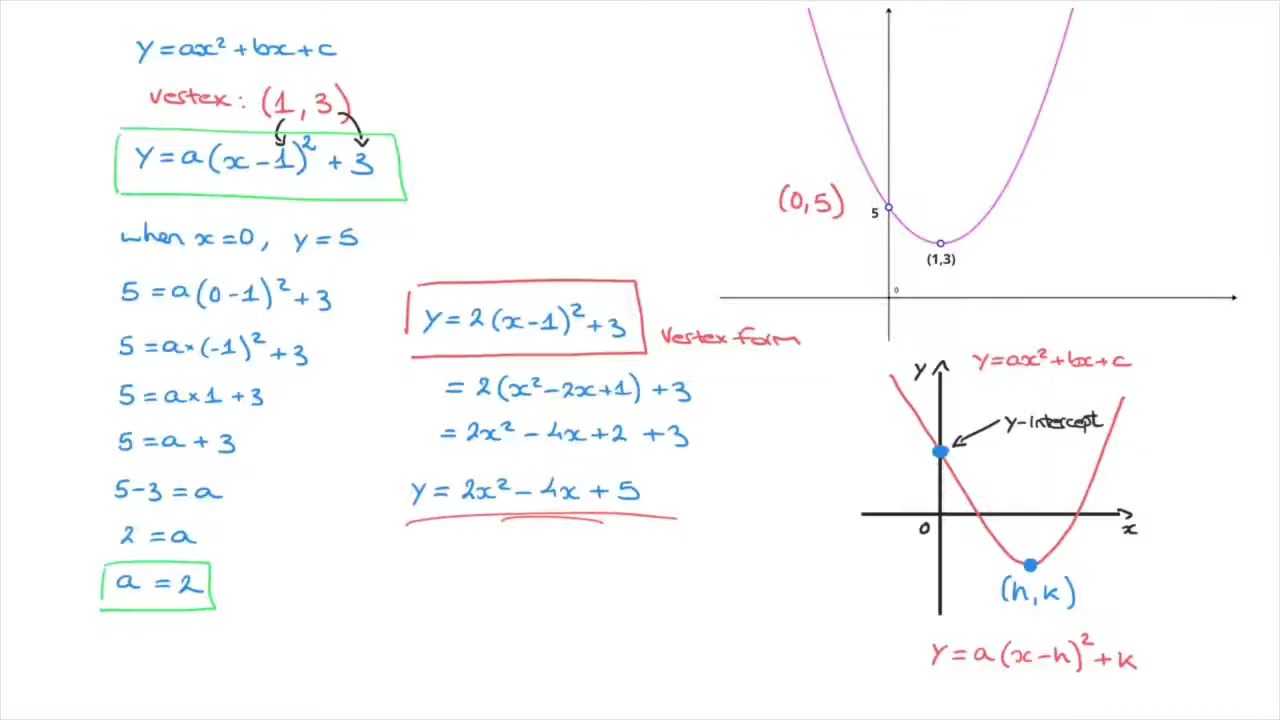 y=ax²+bx+c
vertex: (1,3)
y=a(x-1)²+3
when x=0, y=5
5=a(0-1)²+3
5=a×(-1)²+3
5=a×1+3
5=a+3
5-3=a
2=a
a=2
y=2(x-1)²+3
vertex form
=2(x²-2x+1)+3
=2x²-4x+2+3
y=2x²-4x+5
(0,5)
5
(1,3)
0
y
y=ax²+bx+c
y-intercept
0
x
(h,k)
y=a(x-h)²+k